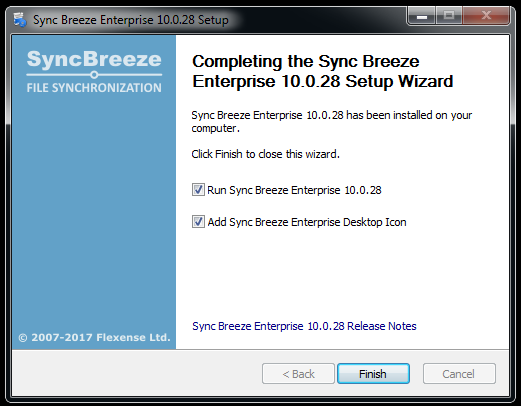 Sync Breeze Enterprise 10.0.28 Setup
SyncBreeze
FILE SYNCHRONIZATION
Completing the Sync Breeze
Enterprise 10.0.28 Setup Wizard
Sync Breeze Enterprise 10.0.28 has been installed on your
computer.
Click Finish to close this wizard.
Run Sync Breeze Enterprise 10.0.28
Add Sync Breeze Enterprise Desktop Icon
Sync Breeze Enterprise 10.0.28 Release Notes
© 2007-2017 Flexense Ltd.
< Back
Finish
Cancel